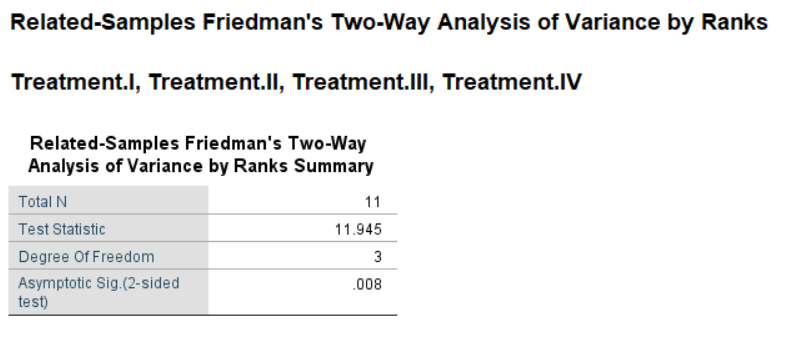 Related-Samples Friedman's Two-Way Analysis of Variance by Ranks
Treatment.I, Treatment.II, Treatment.III, Treatment.IV
Related-Samples Friedman's Two-Way
Analysis of Variance by Ranks Summary
Total N 11
Test Statistic 11.945
Degree Of Freedom 3
Asymptotic Sig.(2-sided .008
test)